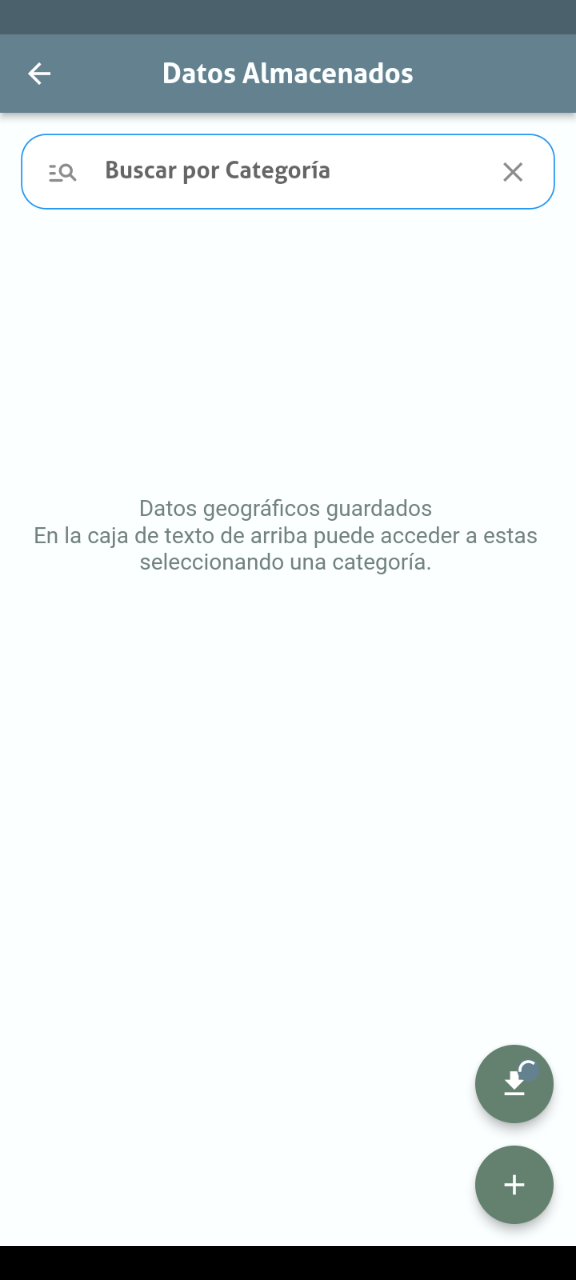 Datos Almacenados
Buscar por Categoría
Datos geográficos guardados
En la caja de texto de arriba puede acceder a estas
seleccionando una categoría.